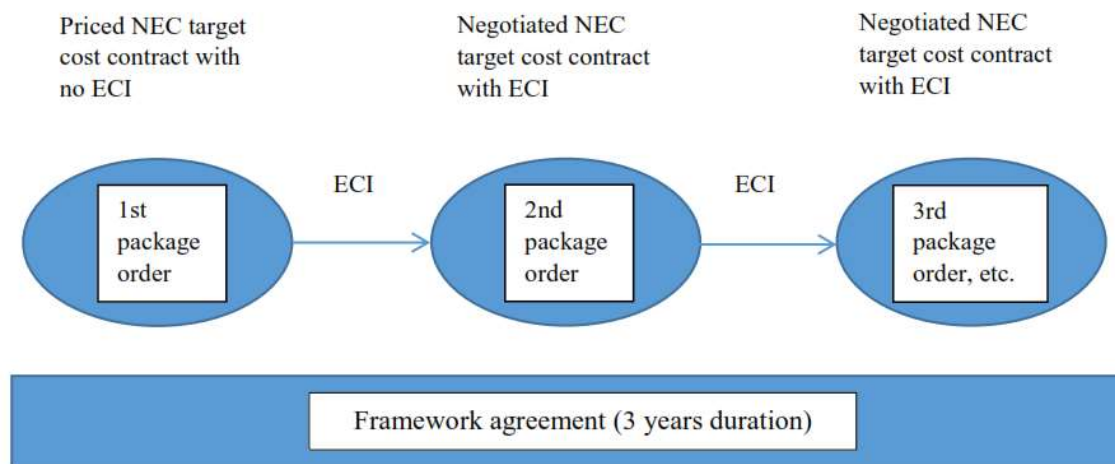 Priced NEC target
cost contract with
no ECI
Negotiated NEC
target cost contract
with ECI
Negotiated NEC
target cost contract
with ECI
1st
package
order
ECI
2nd
package
order
ECI
3rd
package
order, etc.
Framework agreement (3 years duration)